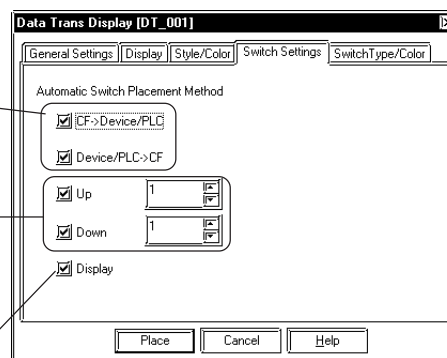 Data Trans Display [DT_001]
General Settings Display Style/Color Switch Settings SwitchType/Color
Automatic Switch Placement Method
CF->Device/PLC
Device/PLC->CF
Up 1
Down 1
Display
Place Cancel Help